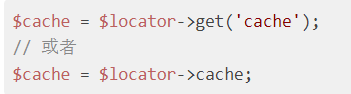 $cache = $locator->get('cache');
// 或者
$cache = $locator->cache;